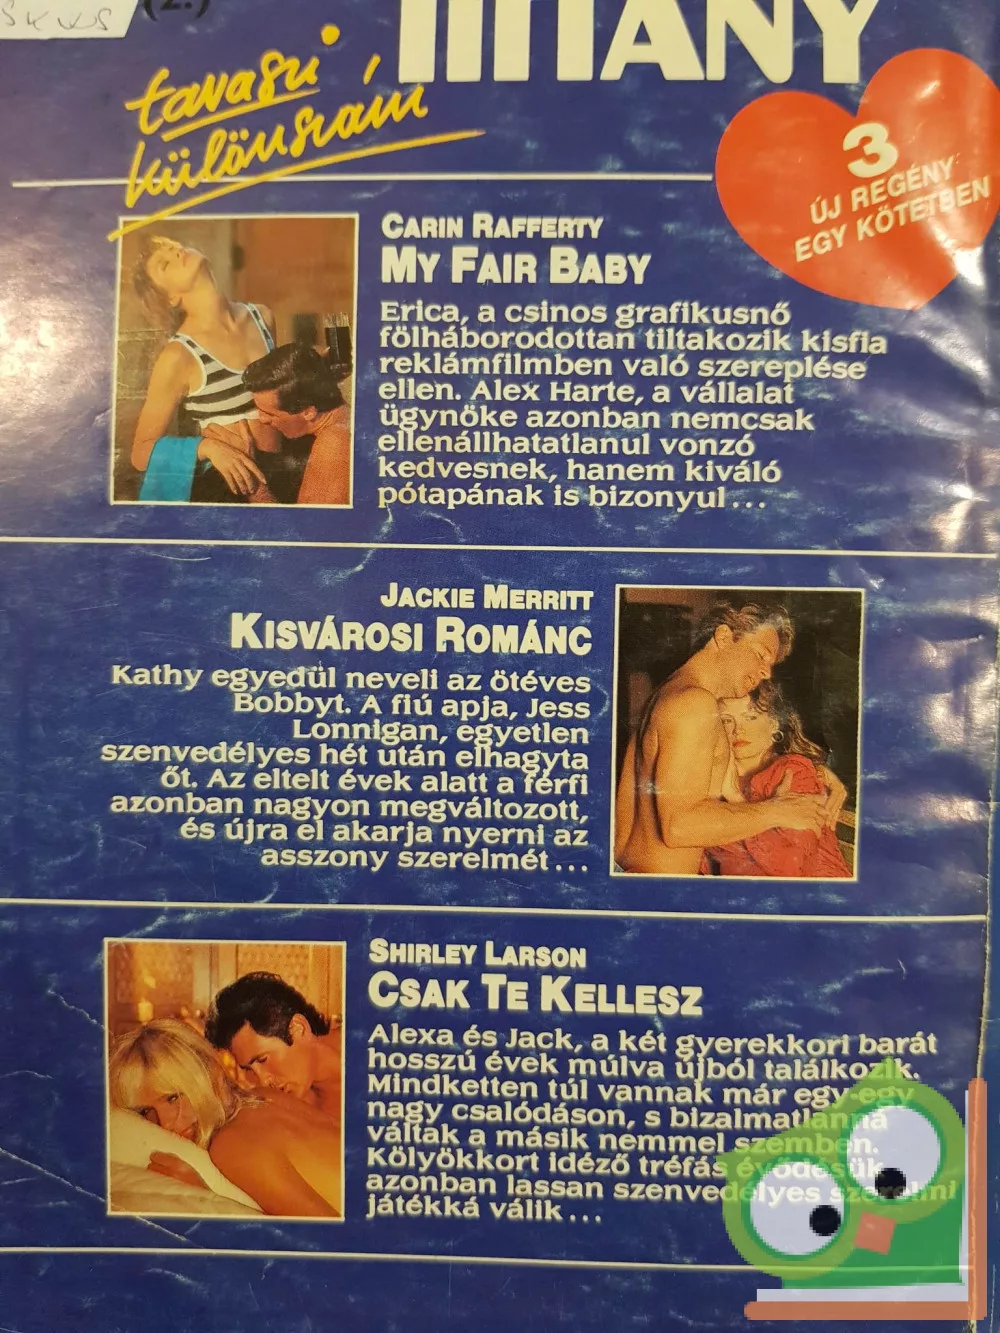 (2.)
TIFFANY
tavaszi
különszám
3
ÚJ REGÉNY
EGY KÖTETBEN
CARIN RAFFERTY
MY FAIR BABY
Erica, a csinos grafikusnő
fölháborodottan tiltakozik kisfia
reklámfilmben való szereplése
ellen. Alex Harte, a vállalat
ügynöke azonban nemcsak
ellenállhatatlanul vonzó
kedvesnek, hanem kiváló
pótapának is bizonyul...
JACKIE MERRITT
KISVÁROSI ROMÁNC
Kathy egyedül neveli az ötéves
Bobbyt. A fiú apja, Jess
Lonnigan, egyetlen
szenvedélyes hét után elhagyta
őt. Az eltelt évek alatt a férfi
azonban nagyon megváltozott,
és újra el akarja nyerni az
asszony szerelmét...
SHIRLEY LARSON
CSAK TE KELLESZ
Alexa és Jack, a két gyerekkori barát
hosszú évek múlva újból találkozik.
Mindketten túl vannak már egy-egy
nagy csalódáson, s bizalmatlanná
váltak a másik nemmel szemben.
Kölyökkort idéző tréfás évődésük
azonban lassan szenvedélyes szerelmi
játékká válik...